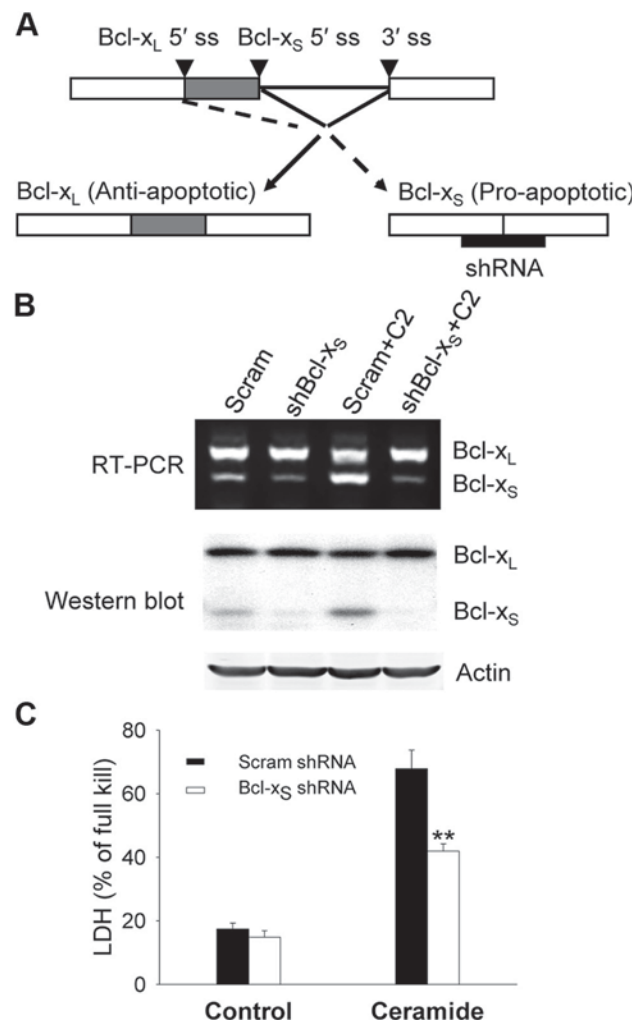 A
Bcl-xL 5′ ss Bcl-xS 5′ ss 3′ ss
Bcl-xL (Anti-apoptotic)
Bcl-xS (Pro-apoptotic)
shRNA
B
Scram
shBcl-xS
Scram+C2
shBcl-xS+C2
RT-PCR
Bcl-xL
Bcl-xS
Western blot
Bcl-xL
Bcl-xS
Actin
C
LDH (% of full kill)
80
60
40
20
0
Scram shRNA
Bcl-xS shRNA
**
Control
Ceramide